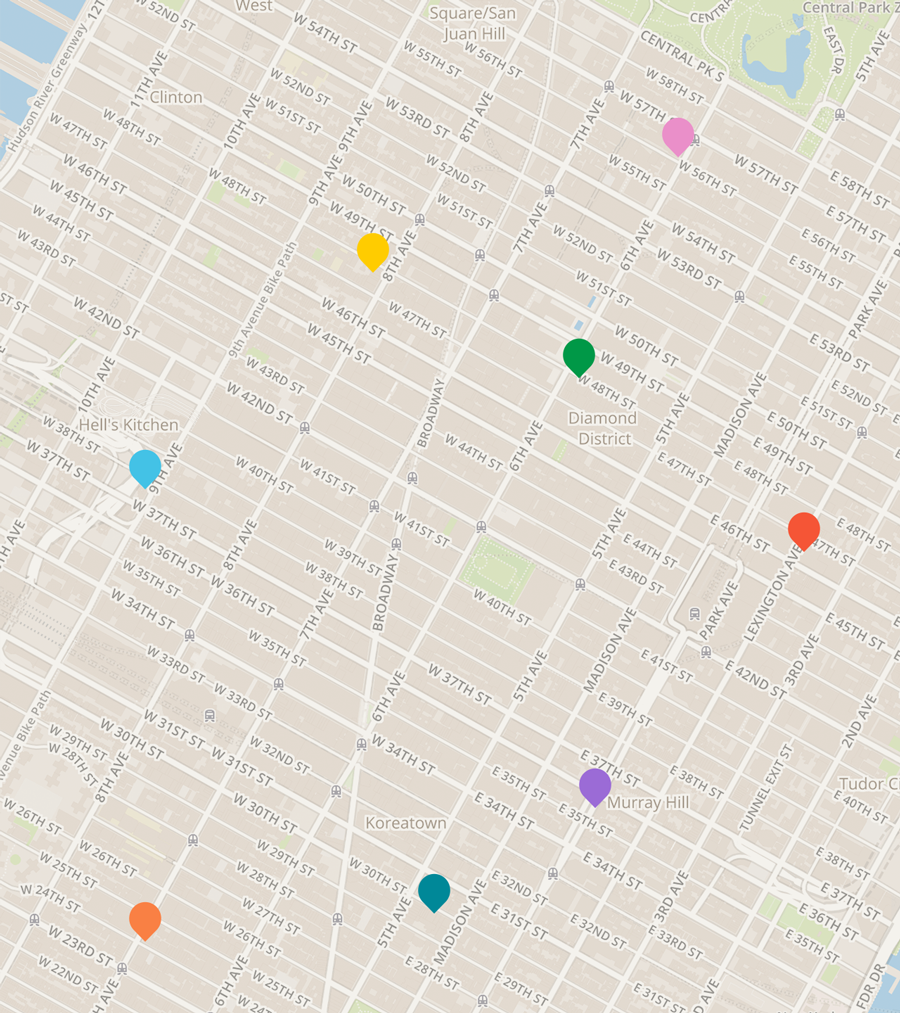 W 52ND ST
West
Square/San
Juan Hill
CENTRAL PK S
EAST DR
Central Park Z
5TH AVE
12T
Hudson River Greenway
W 54TH ST
W 55TH ST
W 56TH ST
W 58TH ST
W 57TH
11TH AVE
Clinton
W 52ND ST
W 51ST ST
10TH AVE
9TH AVE
W 53RD ST
8TH AVE
7TH AVE
W 47TH ST
W 48TH ST
W 46TH ST
W 45TH ST
W 44TH ST
W 43RD ST
W 48TH ST
9TH AVE
W 50TH ST
W 49TH ST
W 52ND ST
W 51ST ST
W 55TH ST
W 56TH ST
W 57TH ST
E 58TH ST
E 57TH ST
E 56TH ST
E 55TH ST
7TH AVE
W 52ND ST
6TH AVE
W 54TH ST
W 53RD ST
8TH AVE
W 51ST ST
PARK AVE
ST ST
W 42ND ST
9th Avenue Bike Path
W 46TH ST
W 45TH ST
W 47TH ST
W 50TH ST
W 49TH ST
W 48TH ST
E 53RD ST
E 52ND ST
E 51ST ST
E 50TH ST
E 49TH ST
E 48TH ST
10TH AVE
W 43RD ST
W 42ND ST
BROADWAY
Diamond
District
5TH AVE
MADISON AVE
Hell's Kitchen
W 38TH ST
W 37TH ST
9TH AVE
W 40TH ST
W 41ST ST
W 44TH ST
6TH AVE
E 47TH ST
E 46TH ST
E 48TH ST
47TH ST
W 37TH ST
W 36TH ST
W 35TH ST
W 34TH ST
8TH AVE
W 41ST ST
W 39TH ST
W 38TH ST
5TH AVE
E 44TH ST
E 43RD ST
W 36TH ST
W 35TH ST
7TH AVE
BROADWAY
W 40TH ST
MADISON AVE
PARK AVE
LEXINGTON AVE
E 45TH ST
3RD AVE
E 42ND ST
E 41ST ST
W 33RD ST
W 33RD ST
W 37TH ST
5TH AVE
6TH AVE
E 39TH ST
2ND AVE
venue Bike Path
W 29TH ST
W 28TH ST
W 31ST ST
W 30TH ST
W 31ST ST
W 32ND ST
W 34TH ST
8TH AVE
E 35TH ST
E 34TH ST
E 37TH ST
E 35TH ST
Murray Hill
E 38TH ST
TUNNEL EXIT ST
Tudor Ci
E 40TH ST
W 26TH ST
W 25TH ST
W 24TH ST
W 26TH ST
W 30TH ST
W 29TH ST
W 28TH ST
W 27TH ST
W 26TH ST
Koreatown
W 30TH ST
5TH AVE
MADISON AVE
E 32ND ST
E 31ST ST
E 34TH ST
E 32ND ST
E 33RD ST
3RD AVE
E 38TH ST
E 37TH ST
E 36TH ST
E 35TH ST
W 23RD ST
W 22ND ST
6TH AVE
W 25TH ST
E 28TH ST
E 29TH ST
E 31ST ST
FDR DR